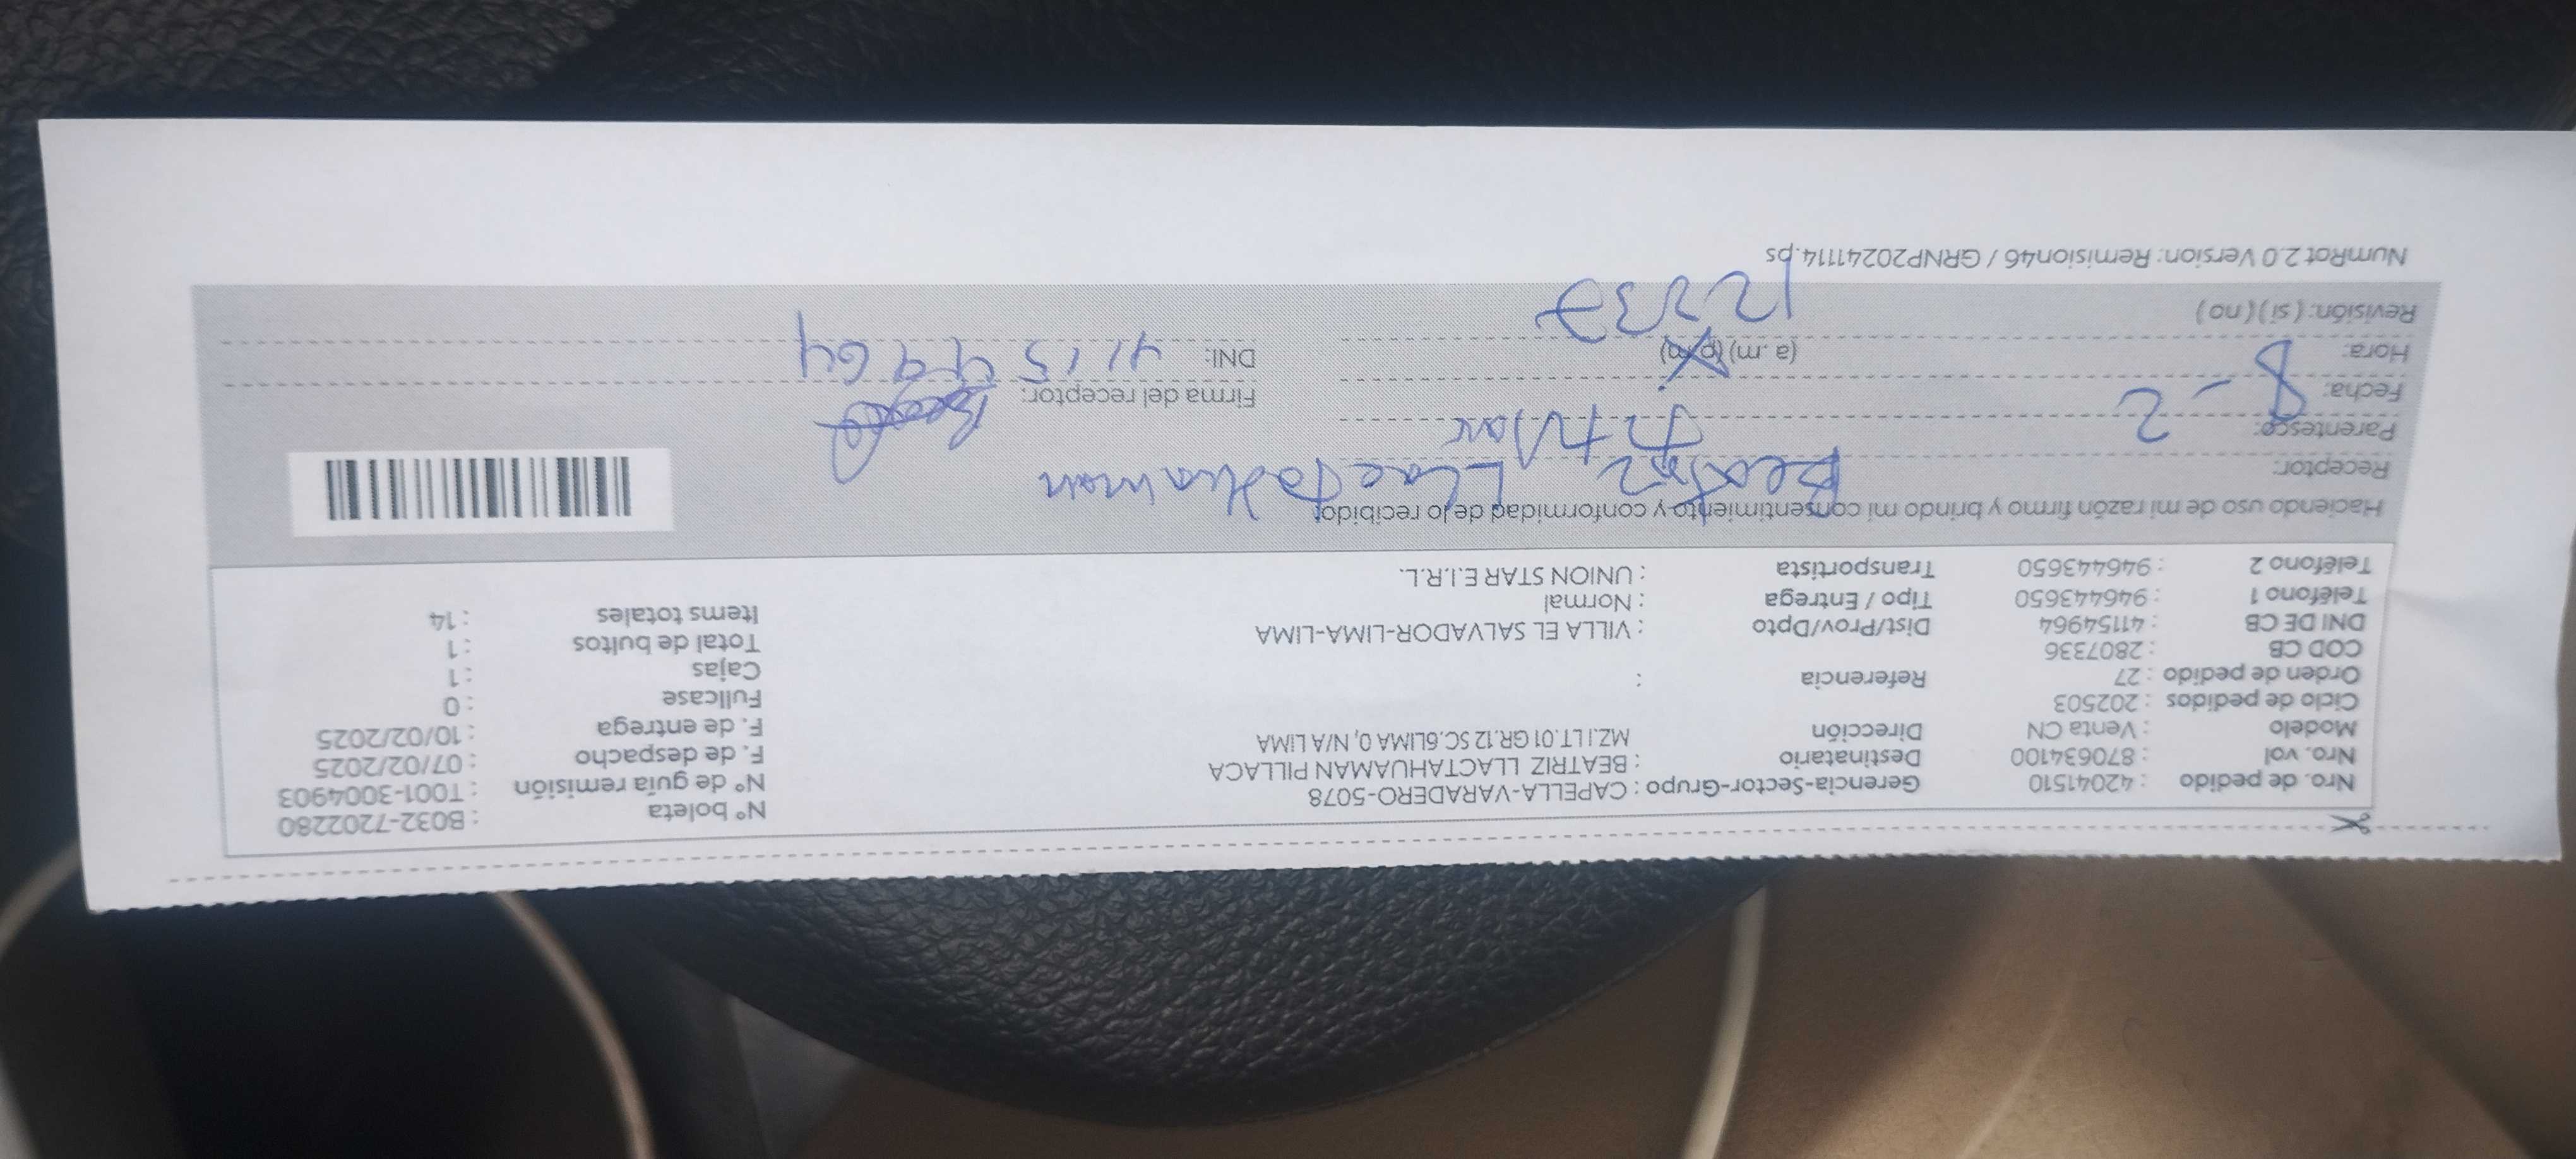 Nro. de pedido : 42041510 Gerencia-Sector-Grupo : CAPELLA-VARADERO-5078 N° boleta : B032-7202280
Nro. vol : 870634100 Destinatario : BEATRIZ LLACTAHUAMAN PILLACA N° de guía remisión : T001-3004903
Modelo : Venta CN Dirección MZ.I LT.01 GR.12 SC.6LIMA 0, N/A LIMA F. de despacho : 07/02/2025
Ciclo de pedidos : 202503 F. de entrega : 10/02/2025
Orden de pedido : 27 Referencia : Fullcase : 0
COD CB : 2807336 Cajas : 1
DNI DE CB : 41154964 Dist/Prov/Dpto : VILLA EL SALVADOR-LIMA-LIMA Total de bultos : 1
Teléfono 1 : 946443650 Tipo / Entrega : Normal Items totales : 14
Teléfono 2 : 946443650 Transportista : UNION STAR E.I.R.L.
Haciendo uso de mi razón firmo y brindo mi consentimiento y conformidad de lo recibido:
Receptor: Beatriz Llactahuaman
Parentesco: titular
Fecha: 8-2 Firma del receptor:
Hora: (a .m) (p.m) DNI: 41154964
Revisión: ( si ) ( no ) 12237
NumRot 2.0 Version: Remision46 / GRNP20241114.ps